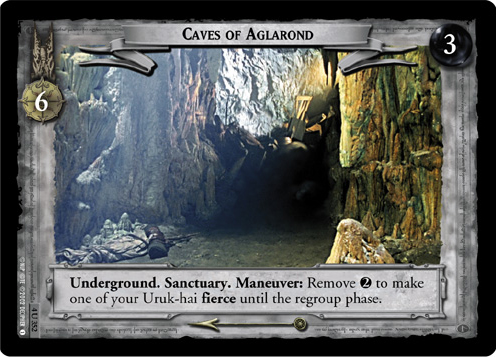 CAVES OF AGLAROND
3
6
Underground. Sanctuary. Maneuver: Remove 2 to make
one of your Uruk-hai fierce until the regroup phase.